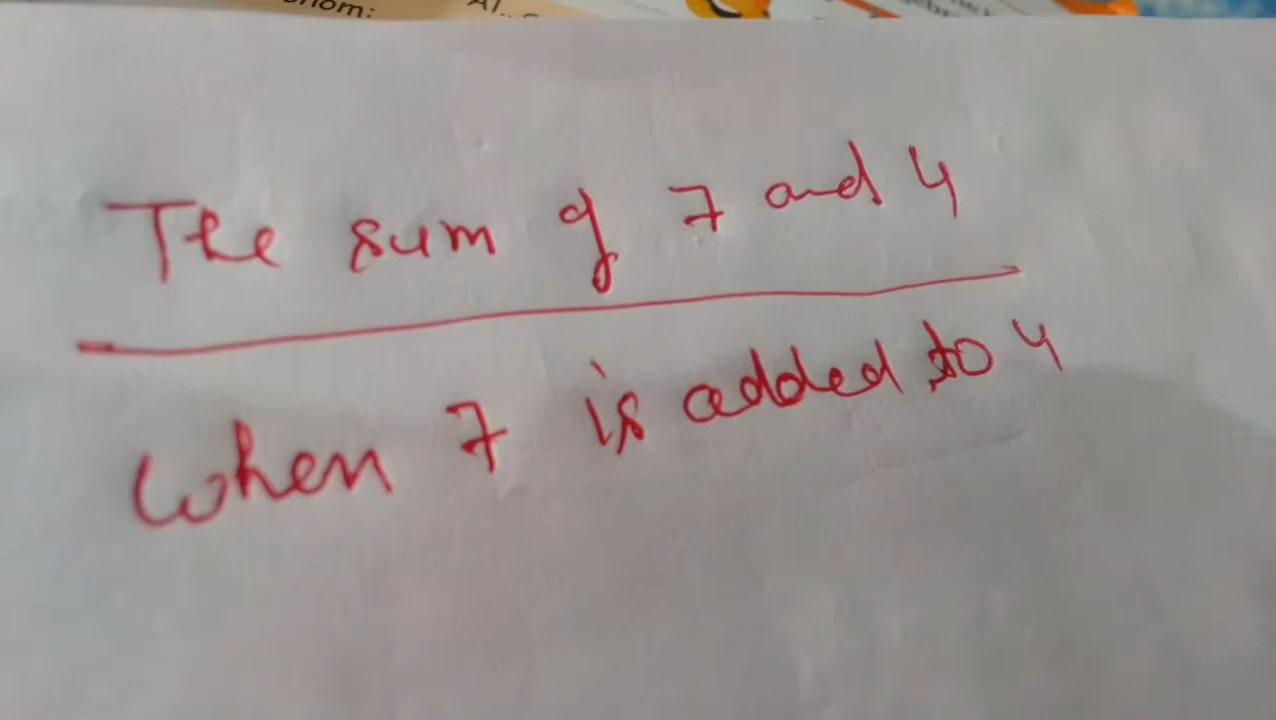 The sum of 7 and 4
When 7 is added to 4